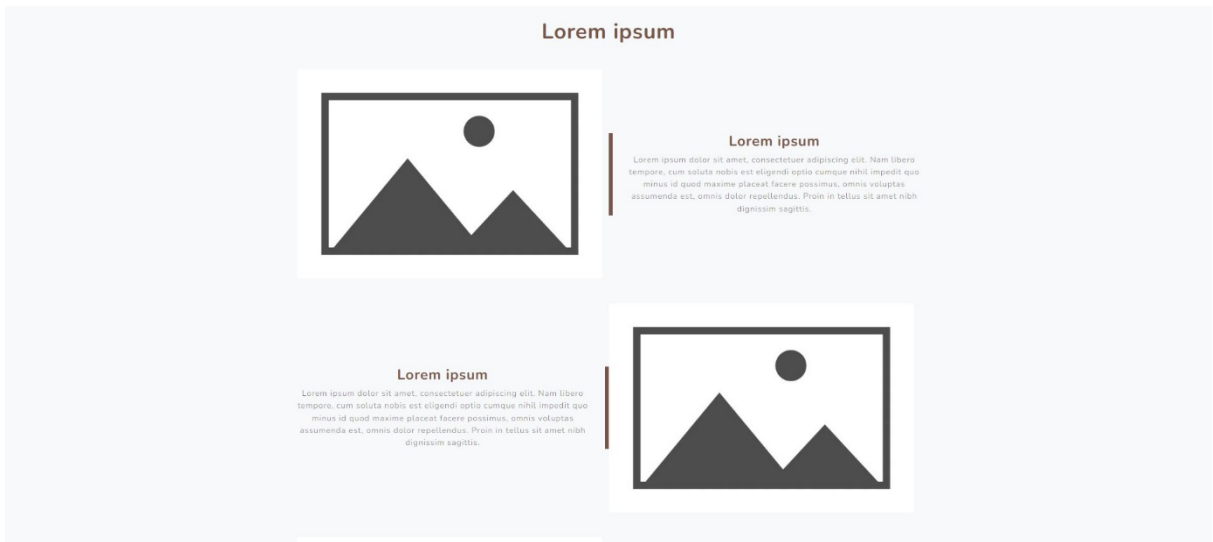 Lorem ipsum
Lorem ipsum
Lorem ipsum dolor sit amet, consectetuer adipiscing elit. Nam libero
tempore, cum soluta nobis est eligendi optio cumque nihil impedit quo
minus id quod maxime placeat facere possimus, omnis voluptas
assumenda est, omnis dolor repellendus. Proin in tellus sit amet nibh
dignissim sagittis.
Lorem ipsum
Lorem ipsum dolor sit amet, consectetuer adipiscing elit. Nam libero
tempore, cum soluta nobis est eligendi optio cumque nihil impedit quo
minus id quod maxime placeat facere possimus, omnis voluptas
assumenda est, omnis dolor repellendus. Proin in tellus sit amet nibh
dignissim sagittis.